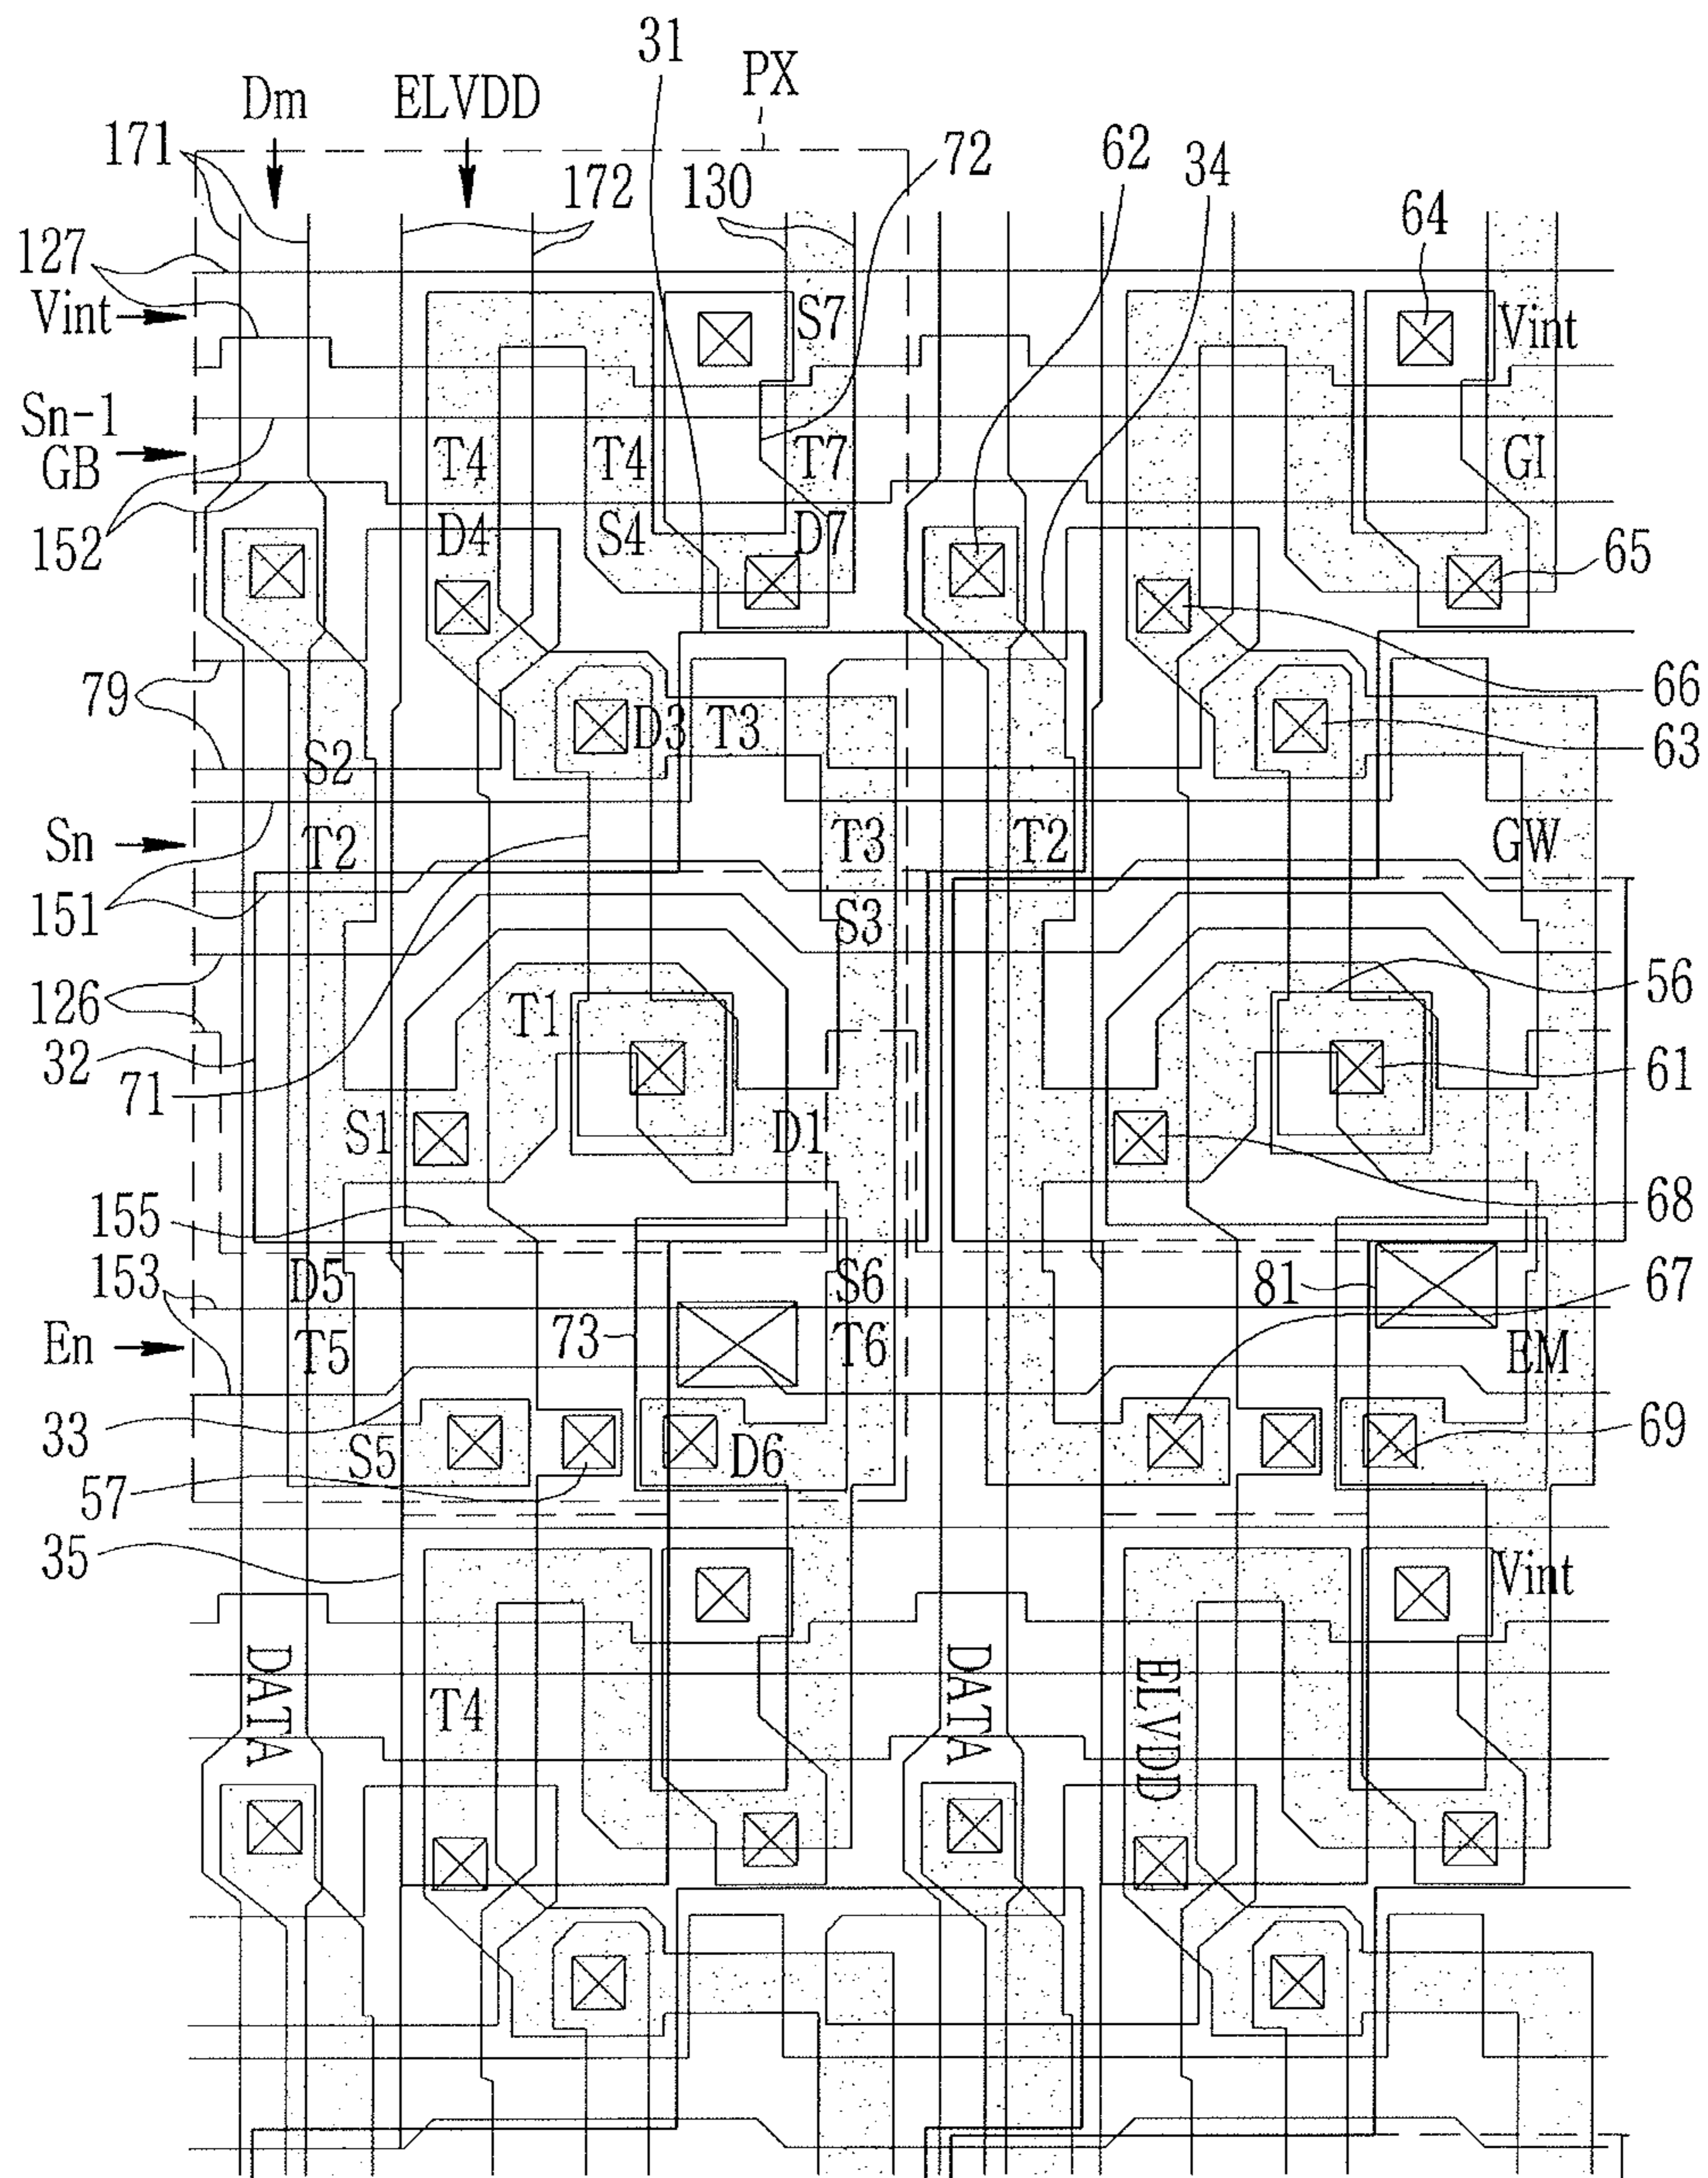 31
PX
Dm
ELVDD
171
72
62
34
172
130
64
127
Vint
S7
Vint
Sn-1
GB
T4
T4
T7
GI
152
D4
S4
D7
65
79
66
D3
T3
63
S2
Sn
T2
T3
T2
GW
151
S3
126
56
T1
32
61
71
S1
D1
155
68
153
D5
S6
81
67
En
T5
73
T6
EM
33
S5
D6
69
57
35
Vint
DATA
DATA
ELVDD
T4